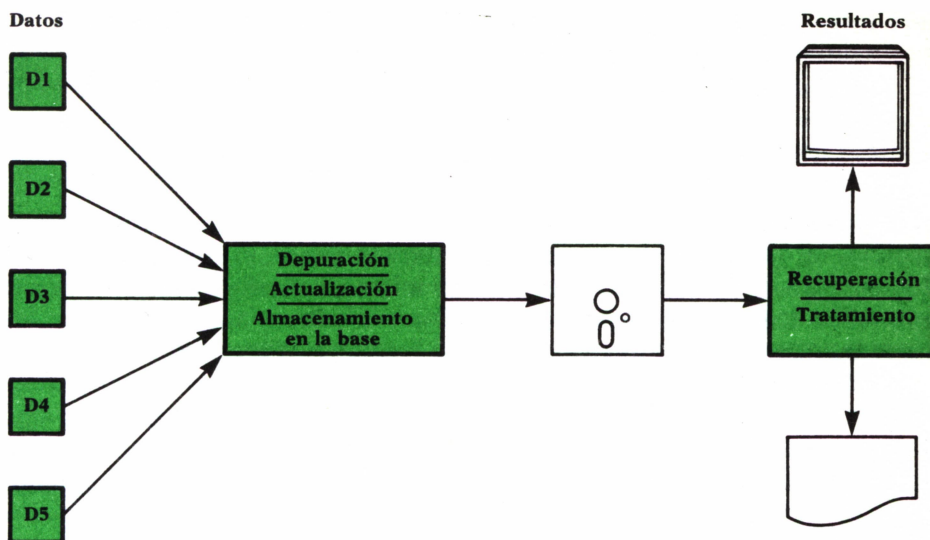 Datos
Resultados
D1
D2
D3
D4
D5
Depuración
Actualización
Almacenamiento
en la base
Recuperación
Tratamiento